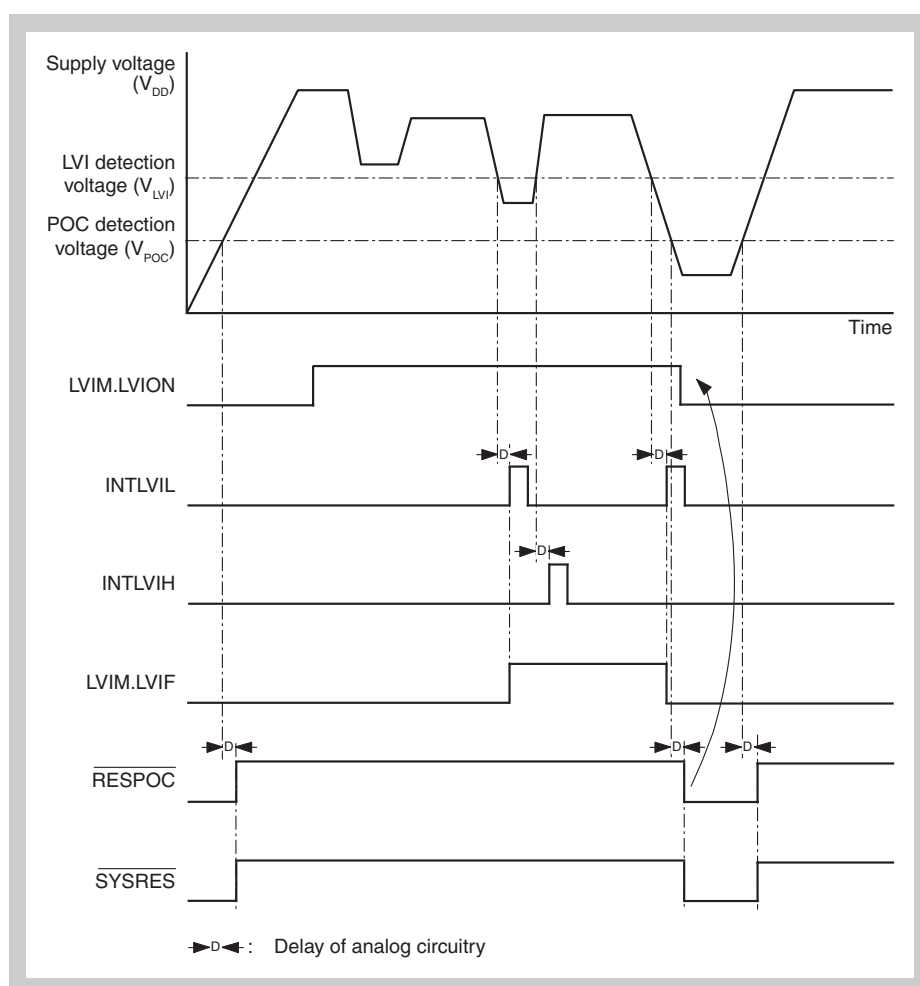 Supply voltage
(VDD)
LVI detection
voltage (VLVI)
POC detection
voltage (VPOC)
Time
LVIM.LVION
D D
INTLVIL
D
INTLVIH
LVIM.LVIF
D D D
RESPOC
SYSRES
D : Delay of analog circuitry